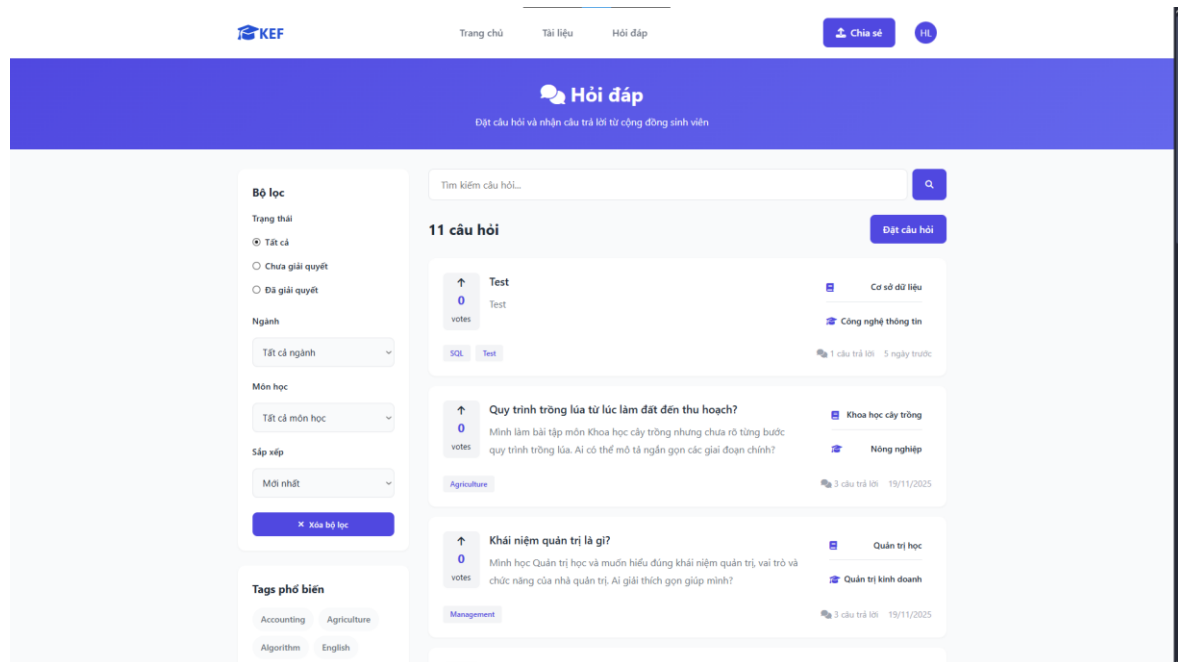 KEF
Trang chủ
Tài liệu
Hỏi đáp
Chia sẻ
HL
Hỏi đáp
Đặt câu hỏi và nhận câu trả lời từ cộng đồng sinh viên
Bộ lọc
Trạng thái
Tất cả
Chưa giải quyết
Đã giải quyết
Ngành
Tất cả ngành
Môn học
Tất cả môn học
Sắp xếp
Mới nhất
Xóa bộ lọc
Tags phổ biến
Accounting
Agriculture
Algorithm
English
Tìm kiếm câu hỏi...
11 câu hỏi
Đặt câu hỏi
0
votes
Test
Test
SQL
Test
Cơ sở dữ liệu
Công nghệ thông tin
1 câu trả lời 5 ngày trước
0
votes
Quy trình trồng lúa từ lúc làm đất đến thu hoạch?
Mình làm bài tập môn Khoa học cây trồng nhưng chưa rõ từng bước
quy trình trồng lúa. Ai có thể mô tả ngắn gọn các giai đoạn chính?
Agriculture
Khoa học cây trồng
Nông nghiệp
3 câu trả lời 19/11/2025
0
votes
Khái niệm quản trị là gì?
Mình học Quản trị học và muốn hiểu đúng khái niệm quản trị, vai trò và
chức năng của nhà quản trị. Ai giải thích gọn giúp mình?
Management
Quản trị học
Quản trị kinh doanh
3 câu trả lời 19/11/2025